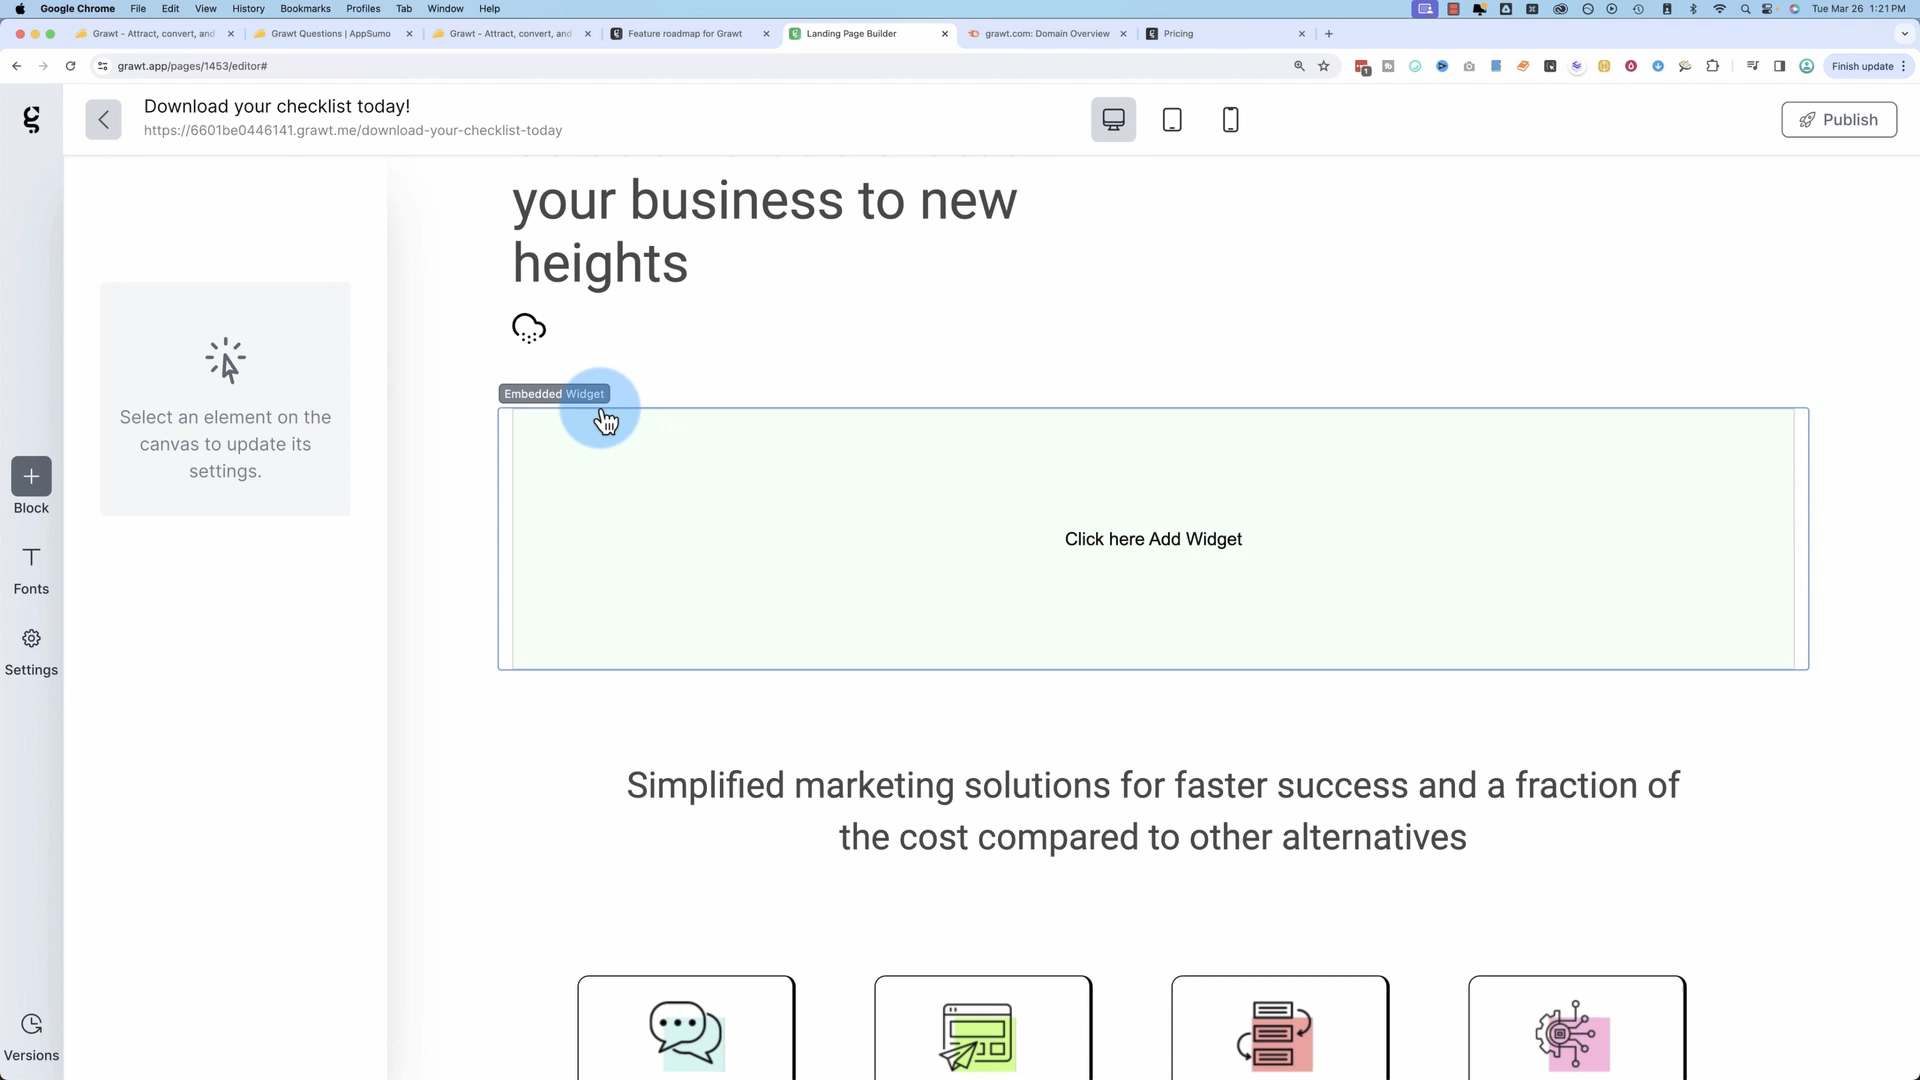 Google Chrome File Edit View History Bookmarks Profiles Tab Window Help
Tue Mar 26 1:21 PM
Grawt - Attract, convert, and
Grawt Questions | AppSumo
Grawt - Attract, convert, and
Feature roadmap for Grawt
Landing Page Builder
grawt.com: Domain Overview
Pricing
grawt.app/pages/1453/editor#
1
Finish update
Download your checklist today!
https://6601be0446141.grawt.me/download-your-checklist-today
Publish
your business to new
heights
Embedded Widget
Select an element on the
canvas to update its
settings.
Block
Fonts
Settings
Versions
Click here Add Widget
Simplified marketing solutions for faster success and a fraction of
the cost compared to other alternatives